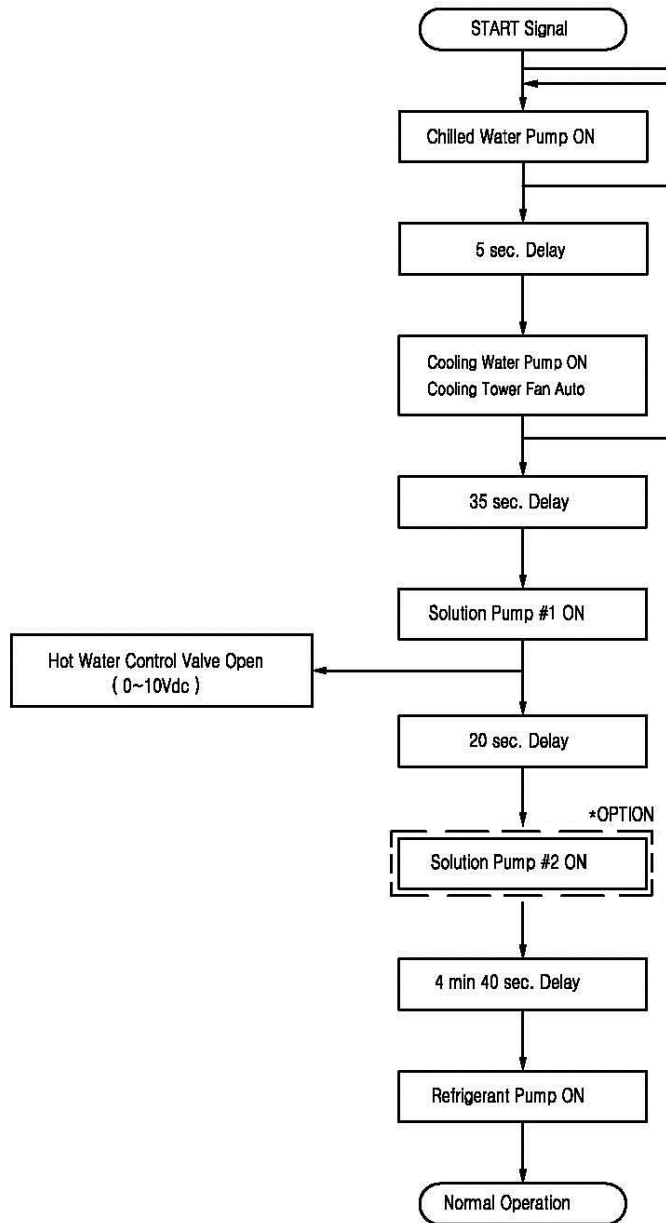 START Signal
Chilled Water Pump ON
5 sec. Delay
Cooling Water Pump ON
Cooling Tower Fan Auto
35 sec. Delay
Solution Pump #1 ON
Hot Water Control Valve Open
( 0~10Vdc )
20 sec. Delay
*OPTION
Solution Pump #2 ON
4 min 40 sec. Delay
Refrigerant Pump ON
Normal Operation